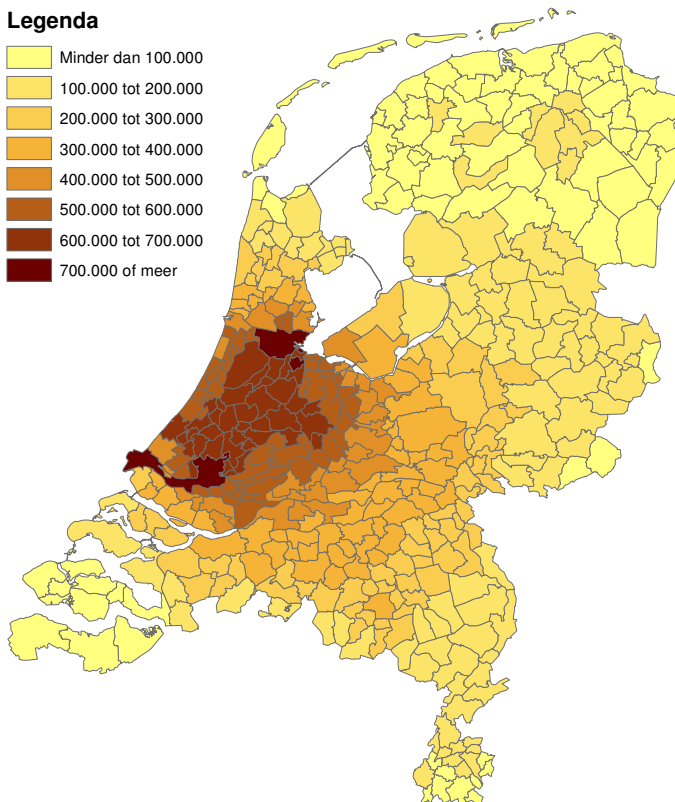 Legenda
Minder dan 100.000
100.000 tot 200.000
200.000 tot 300.000
300.000 tot 400.000
400.000 tot 500.000
500.000 tot 600.000
600.000 tot 700.000
700.000 of meer